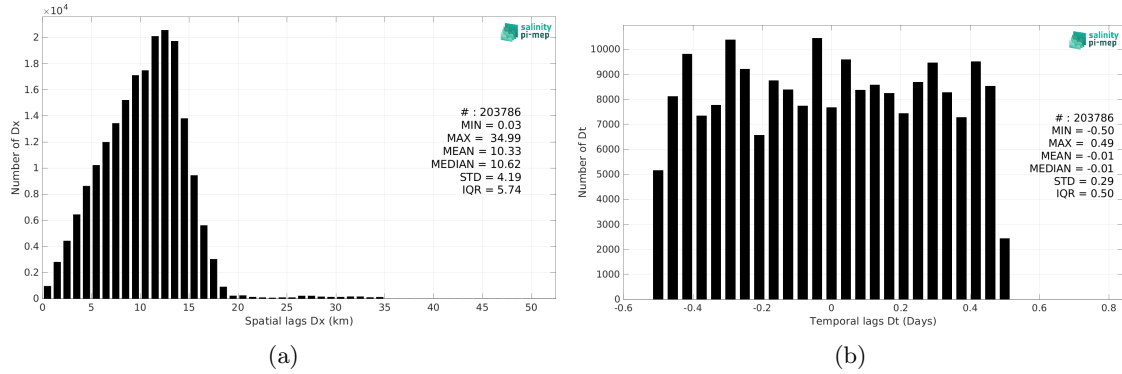 ×10⁴
2
1.8
1.6
1.4
1.2
1
0.8
0.6
0.4
0.2
0
Number of Dx
0 5 10 15 20 25 30 35 40 45 50
Spatial lags Dx (km)
salinity
pi-mep
# : 203786
MIN = 0.03
MAX = 34.99
MEAN = 10.33
MEDIAN = 10.62
STD = 4.19
IQR = 5.74
(a)
10000
9000
8000
7000
6000
5000
4000
3000
2000
1000
0
Number of Dt
-0.6 -0.4 -0.2 0 0.2 0.4 0.6 0.8
Temporal lags Dt (Days)
salinity
pi-mep
# : 203786
MIN = -0.50
MAX = 0.49
MEAN = -0.01
MEDIAN = -0.01
STD = 0.29
IQR = 0.50
(b)